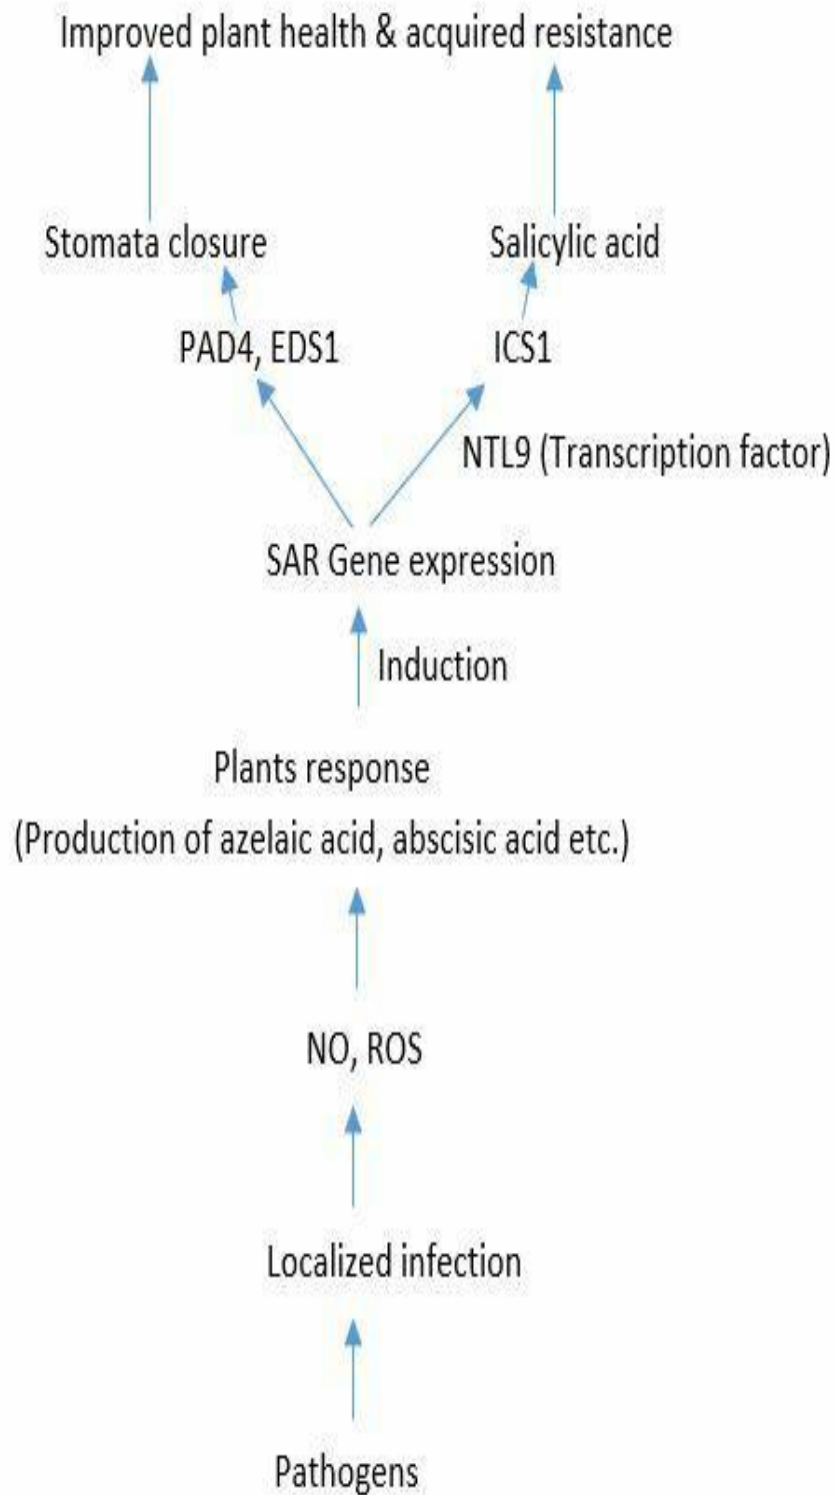 Improved plant health & acquired resistance
Stomata closure
Salicylic acid
PAD4, EDS1
ICS1
NTL9 (Transcription factor)
SAR Gene expression
Induction
Plants response
(Production of azelaic acid, abscisic acid etc.)
NO, ROS
Localized infection
Pathogens